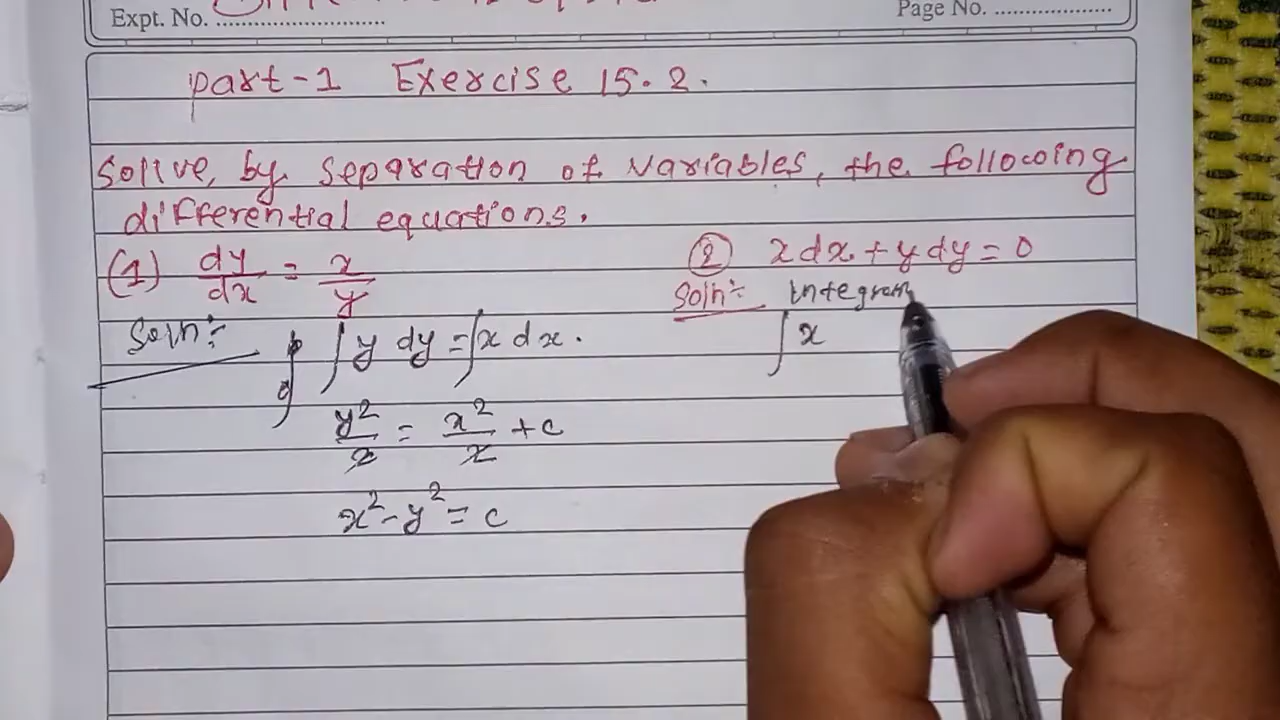 Expt. No. ..................
Page No. ..................
part-1 Exercise 15.2.
Solve, by separation of variables, the following
differential equations.
(1) dy/dx = x/y
Soln:-
∫y dy = ∫x dx.
y²/2 = x²/2 + c
x² - y² = c
② x dx + y dy = 0
Soln:- Integra
∫x